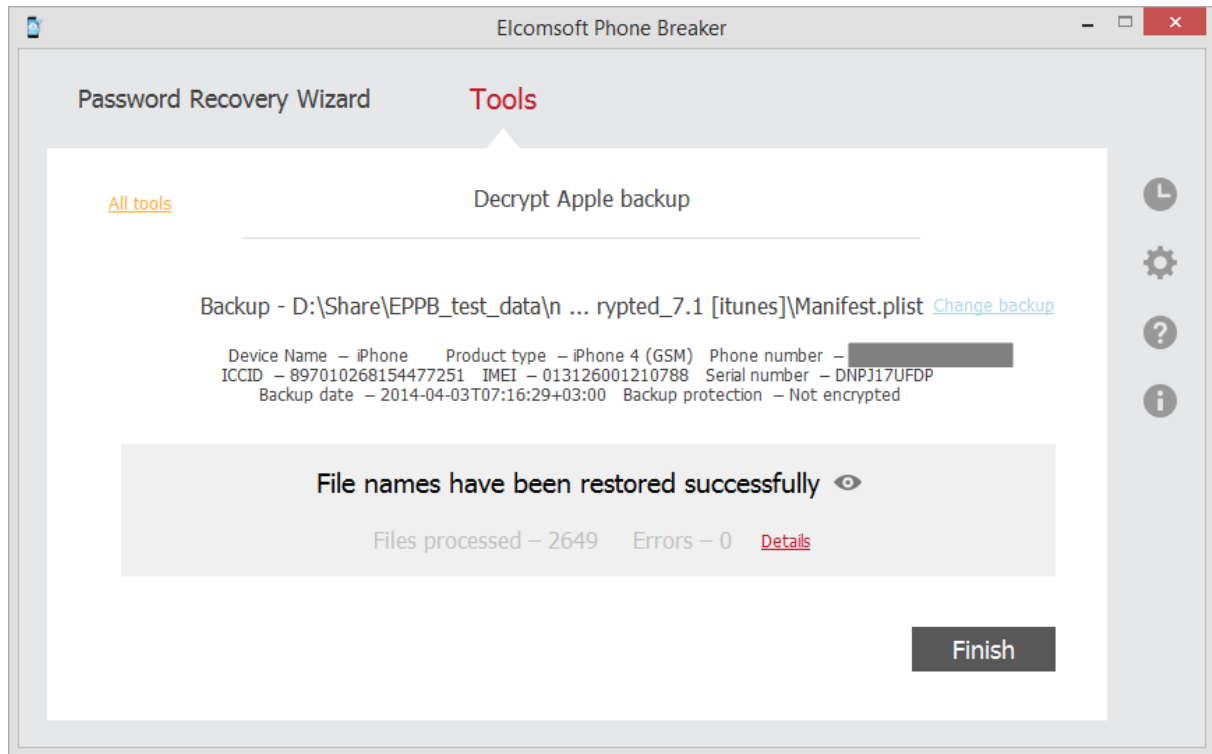 Elcomsoft Phone Breaker
Password Recovery Wizard Tools
All tools Decrypt Apple backup
Backup - D:\Share\EPPB_test_data\n ... rypted_7.1 [itunes]\Manifest.plist Change backup
Device Name – iPhone Product type – iPhone 4 (GSM) Phone number –
ICCID – 897010268154477251 IMEI – 013126001210788 Serial number – DNPJ17UFDP
Backup date – 2014-04-03T07:16:29+03:00 Backup protection – Not encrypted
File names have been restored successfully
Files processed – 2649 Errors – 0 Details
Finish